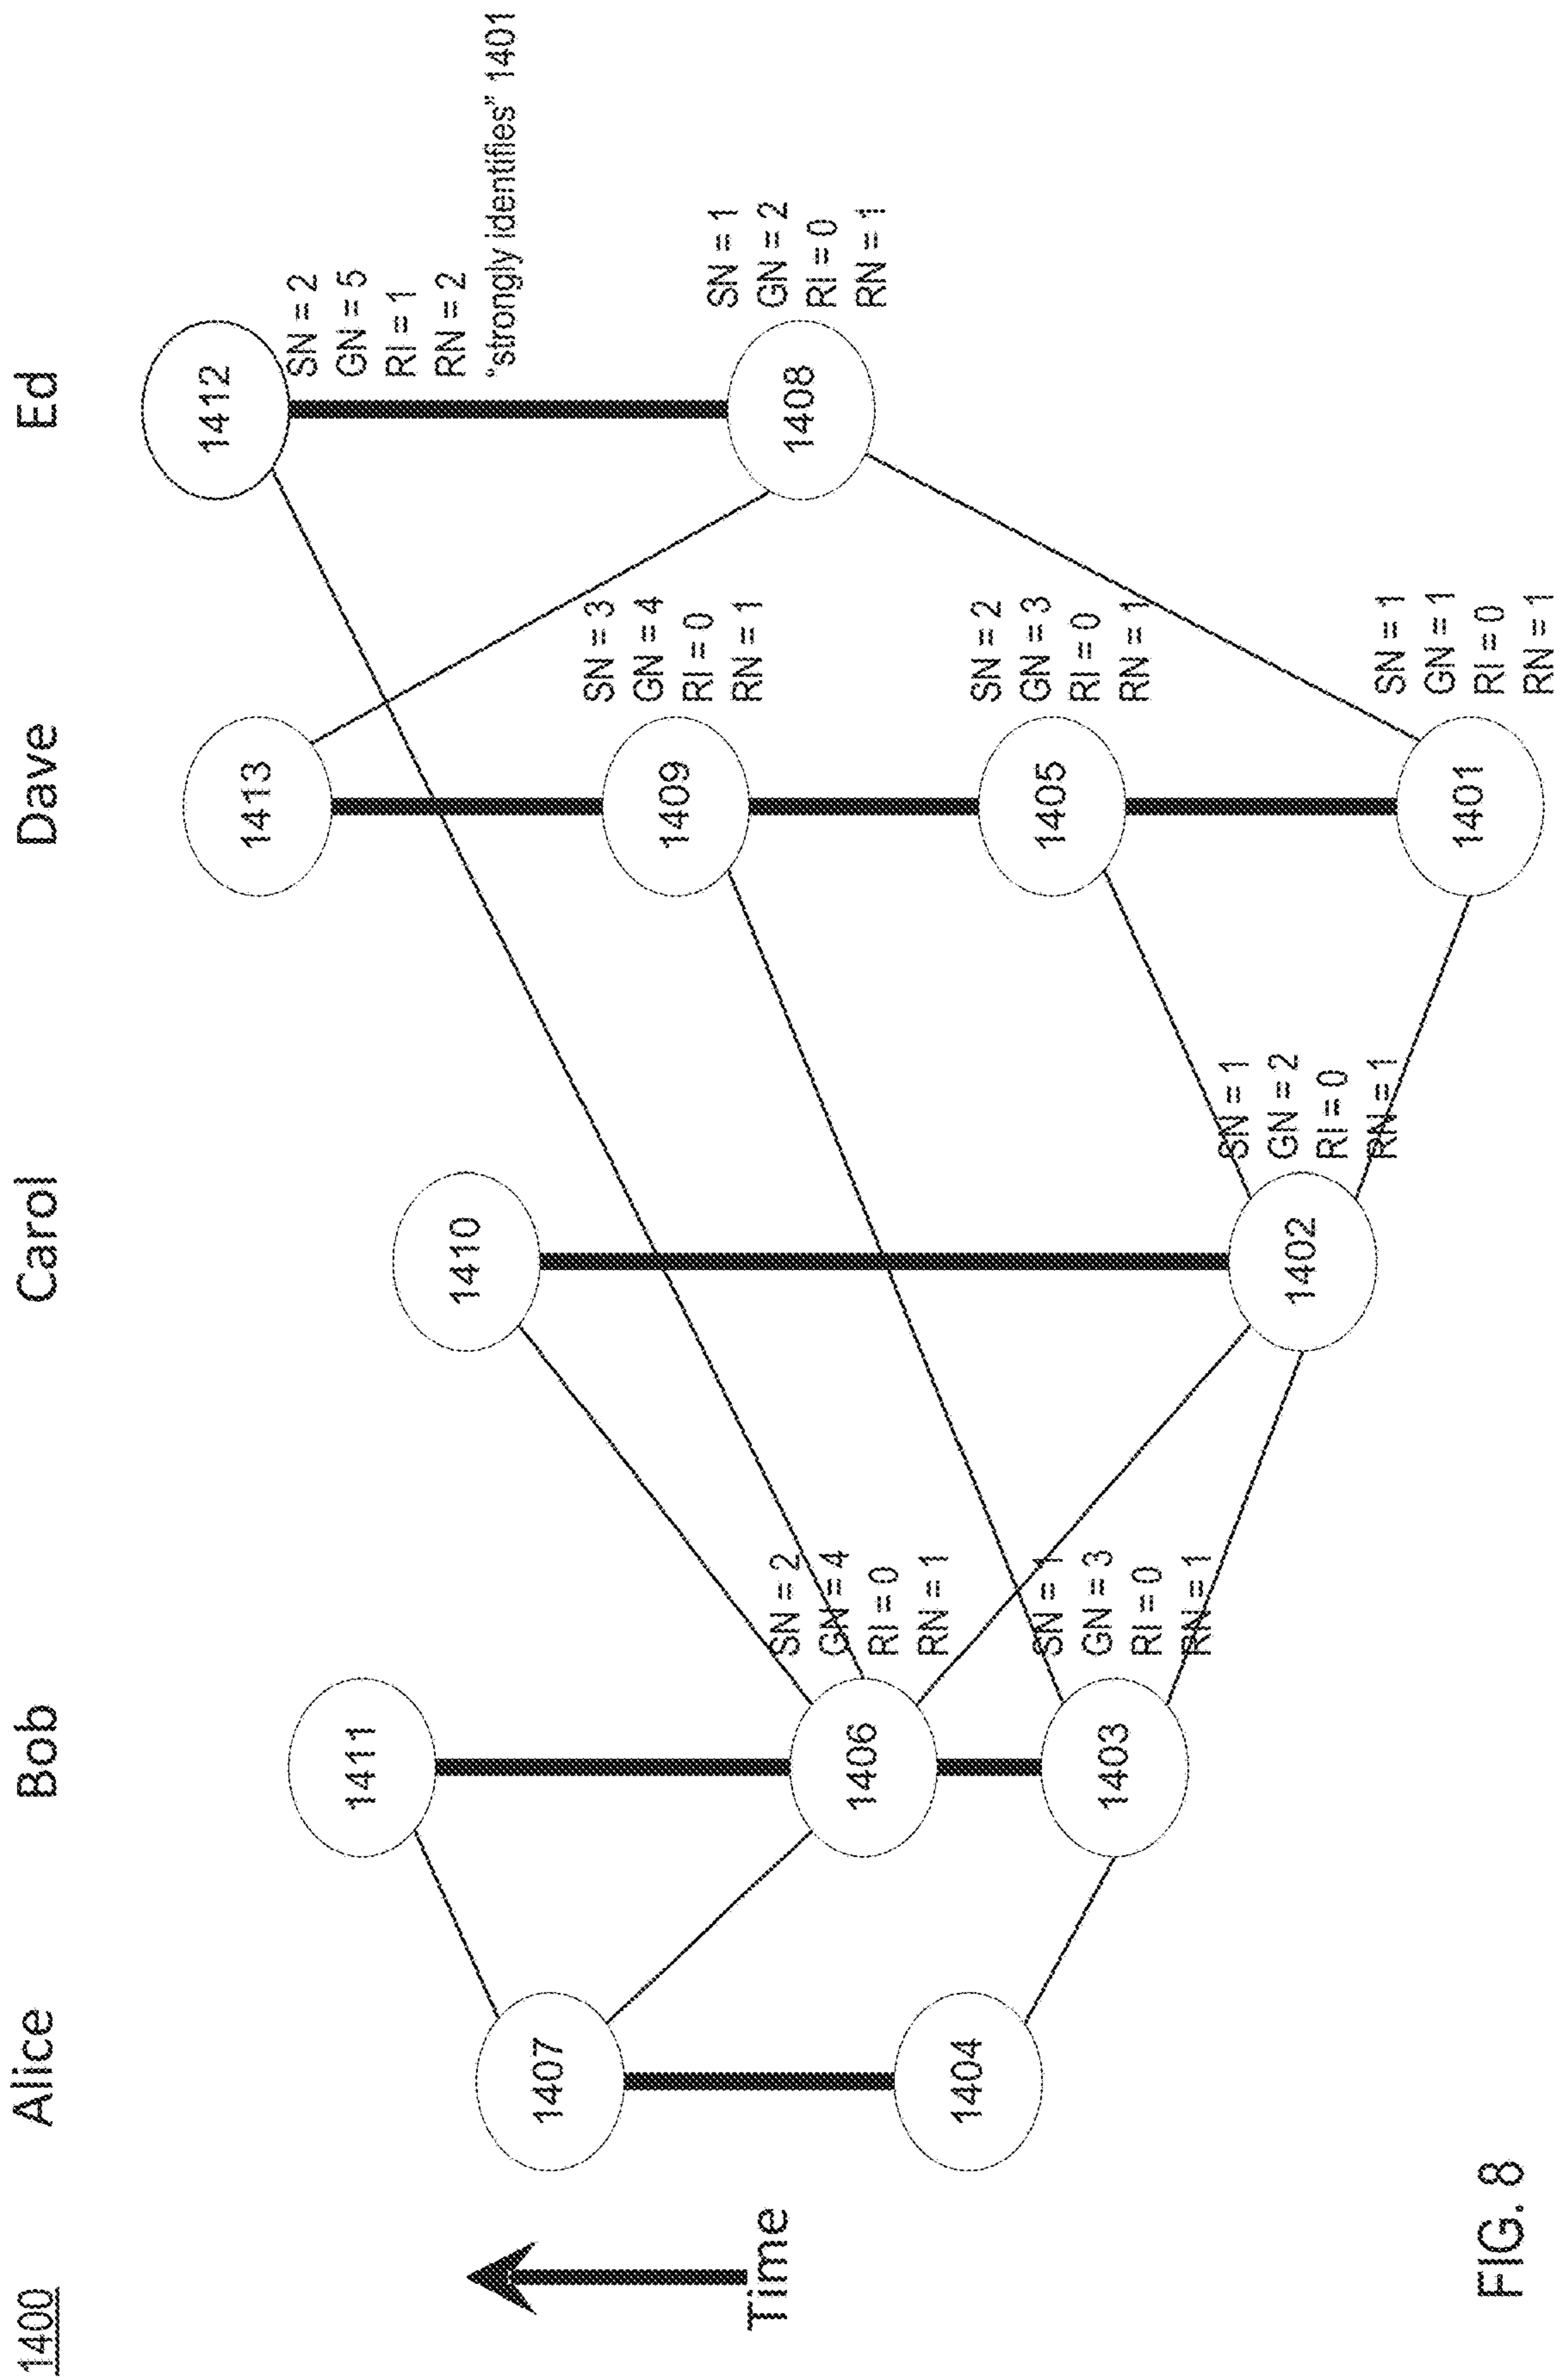 1400
Alice
Bob
Carol
Dave
Ed
1412
SN = 2
GN = 5
RI = 1
RN = 2
"strongly identifies" 1401
1413
1411
1410
1407
1409
SN = 3
GN = 4
RI = 0
RN = 1
1408
SN = 1
GN = 2
RI = 0
RN = 1
1406
SN = 2
GN = 4
RI = 0
RN = 1
1404
1405
SN = 2
GN = 3
RI = 0
RN = 1
1403
SN = 1
GN = 3
RI = 0
RN = 1
1402
SN = 1
GN = 2
RI = 0
RN = 1
1401
SN = 1
GN = 1
RI = 0
RN = 1
Time
FIG. 8